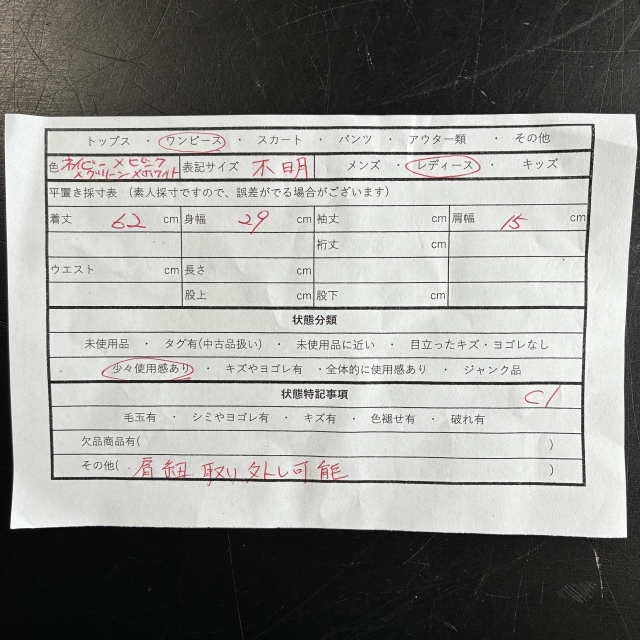 トップス ・ ワンピース ・ スカート ・ パンツ ・ アウター類 ・ その他
色 ネイビー×ピンク×グリーン×ホワイト 表記サイズ 不明 メンズ ・ レディース ・ キッズ
平置き採寸表 (素人採寸ですので、誤差がでる場合がございます)
着丈 62 cm 身幅 29 cm 袖丈 cm 肩幅 15 cm
裄丈 cm
ウエスト cm 長さ cm
股上 cm 股下 cm
状態分類
未使用品 ・ タグ有(中古品扱い) ・ 未使用品に近い ・ 目立ったキズ・ヨゴレなし
・ 少々使用感あり ・ キズやヨゴレ有 ・全体的に使用感あり ・ ジャンク品
状態特記事項 C1
毛玉有 ・ シミやヨゴレ有 ・ キズ有 ・ 色褪せ有 ・ 破れ有
欠品商品有( )
その他( 肩紐取り外し可能 )